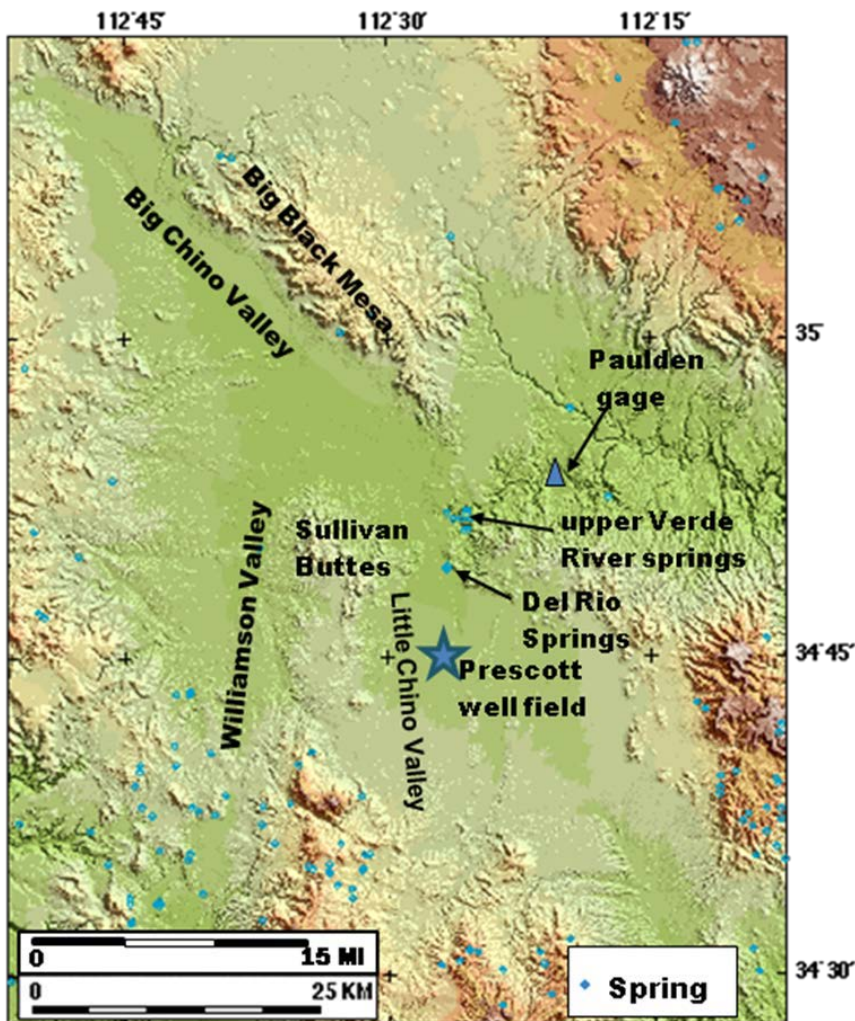 112°45'
112°30'
112°15'
Big Black Mesa
Big Chino Valley
35°
Paulden
gage
Sullivan
Buttes
upper Verde
River springs
Williamson Valley
Little Chino Valley
Del Rio
Springs
34°45'
Prescott
well field
0 15 MI
0 25 KM
Spring
34°30'